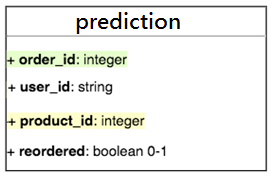 prediction
+ order_id: integer
+ user_id: string
+ product_id: integer
+ reordered: boolean 0-1